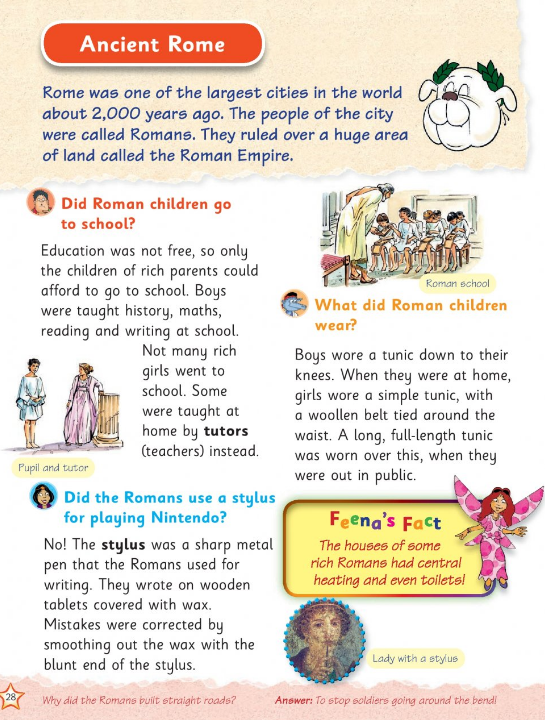 Ancient Rome
Rome was one of the largest cities in the world
about 2,000 years ago. The people of the city
were called Romans. They ruled over a huge area
of land called the Roman Empire.
Did Roman children go
to school?
Education was not free, so only
the children of rich parents could
afford to go to school. Boys
were taught history, maths,
reading and writing at school.
Not many rich
girls went to
school. Some
were taught at
home by tutors
(teachers) instead.
Pupil and tutor
Did the Romans use a stylus
for playing Nintendo?
No! The stylus was a sharp metal
pen that the Romans used for
writing. They wrote on wooden
tablets covered with wax.
Mistakes were corrected by
smoothing out the wax with the
blunt end of the stylus.
Roman school
What did Roman children
wear?
Boys wore a tunic down to their
knees. When they were at home,
girls wore a simple tunic, with
a woollen belt tied around the
waist. A long, full-length tunic
was worn over this, when they
were out in public.
Feena's Fact
The houses of some
rich Romans had central
heating and even toilets!
Lady with a stylus
28
Why did the Romans built straight roads?
Answer: To stop soldiers going around the bend!